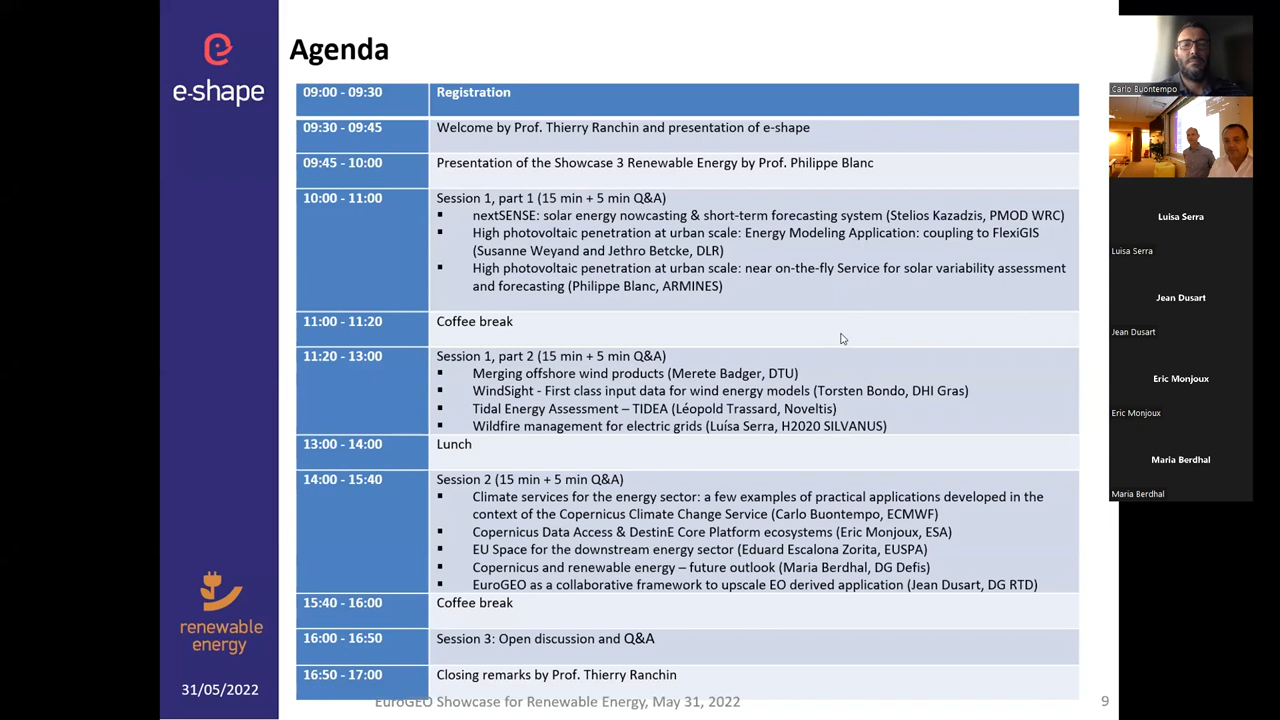 e-shape
Agenda
09:00 - 09:30 Registration
09:30 - 09:45 Welcome by Prof. Thierry Ranchin and presentation of e-shape
09:45 - 10:00 Presentation of the Showcase 3 Renewable Energy by Prof. Philippe Blanc
10:00 - 11:00 Session 1, part 1 (15 min + 5 min Q&A)
▪ nextSENSE: solar energy nowcasting & short-term forecasting system (Stelios Kazadzis, PMOD WRC)
▪ High photovoltaic penetration at urban scale: Energy Modeling Application: coupling to FlexiGIS
(Susanne Weyand and Jethro Betcke, DLR)
▪ High photovoltaic penetration at urban scale: near on-the-fly Service for solar variability assessment
and forecasting (Philippe Blanc, ARMINES)
11:00 - 11:20 Coffee break
11:20 - 13:00 Session 1, part 2 (15 min + 5 min Q&A)
▪ Merging offshore wind products (Merete Badger, DTU)
▪ WindSight - First class input data for wind energy models (Torsten Bondo, DHI Gras)
▪ Tidal Energy Assessment – TIDEA (Léopold Trassard, Noveltis)
▪ Wildfire management for electric grids (Luísa Serra, H2020 SILVANUS)
13:00 - 14:00 Lunch
14:00 - 15:40 Session 2 (15 min + 5 min Q&A)
▪ Climate services for the energy sector: a few examples of practical applications developed in the
context of the Copernicus Climate Change Service (Carlo Buontempo, ECMWF)
▪ Copernicus Data Access & DestinE Core Platform ecosystems (Eric Monjoux, ESA)
▪ EU Space for the downstream energy sector (Eduard Escalona Zorita, EUSPA)
▪ Copernicus and renewable energy – future outlook (Maria Berdhal, DG Defis)
▪ EuroGEO as a collaborative framework to upscale EO derived application (Jean Dusart, DG RTD)
15:40 - 16:00 Coffee break
16:00 - 16:50 Session 3: Open discussion and Q&A
16:50 - 17:00 Closing remarks by Prof. Thierry Ranchin
renewable
energy
31/05/2022
EuroGEO Showcase for Renewable Energy, May 31, 2022
9
Carlo Buontempo
Luisa Serra
Luisa Serra
Jean Dusart
Jean Dusart
Eric Monjoux
Eric Monjoux
Maria Berdhal
Maria Berdhal